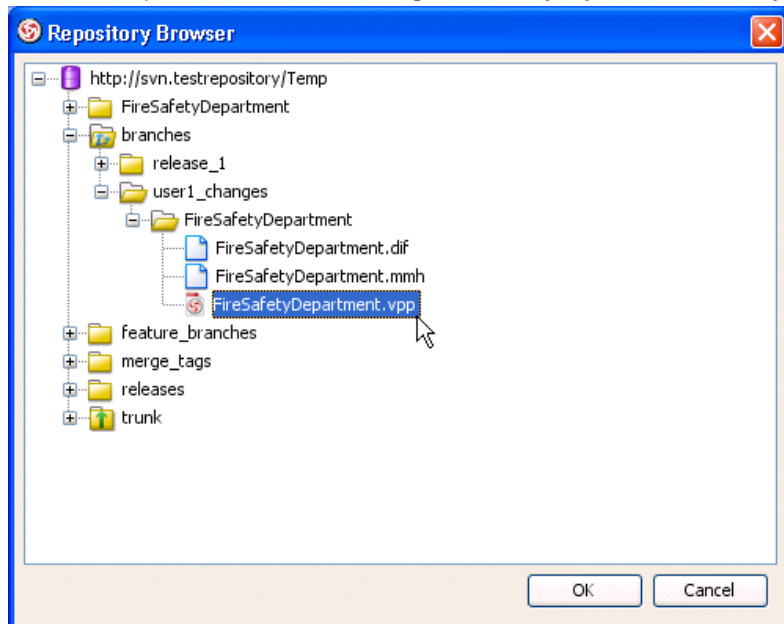 Repository Browser
http://svn.testrepository/Temp
FireSafetyDepartment
branches
release_1
user1_changes
FireSafetyDepartment
FireSafetyDepartment.dif
FireSafetyDepartment.mmh
FireSafetyDepartment.vpp
feature_branches
merge_tags
releases
trunk
OK Cancel